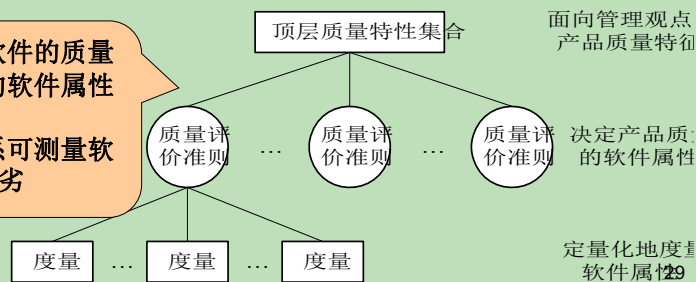 顶层质量特性集合
面向管理观点
产品质量特征
件的质量
软件属性
可测量软
劣
质量评
价准则
…
质量评
价准则
…
质量评
价准则
决定产品质
的软件属性
度量
…
度量
…
度量
定量化地度量
软件属性
29